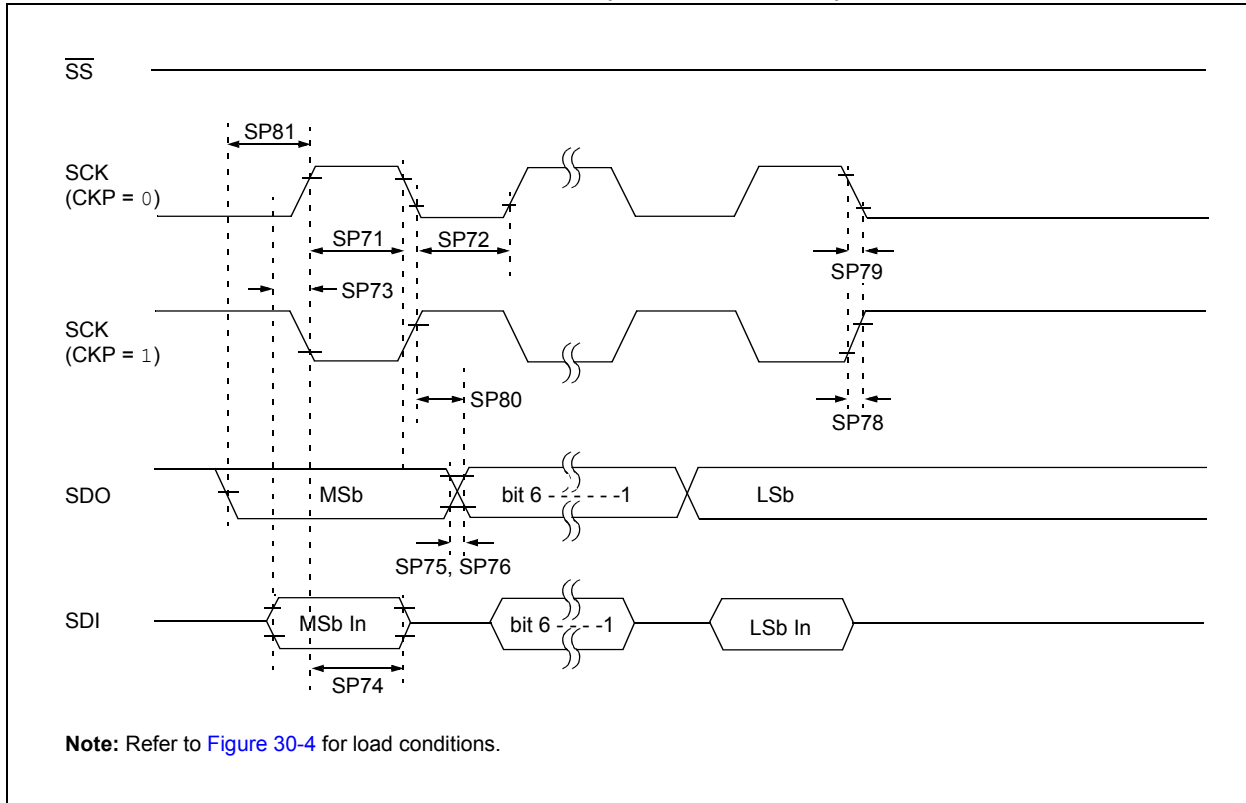 SS
SP81
SCK
(CKP = 0)
SP71
SP72
SP79
SP73
SCK
(CKP = 1)
SP80
SP78
SDO
MSb
bit 6 - - - - - -1
LSb
SP75, SP76
SDI
MSb In
bit 6 - - - -1
LSb In
SP74
Note: Refer to Figure 30-4 for load conditions.